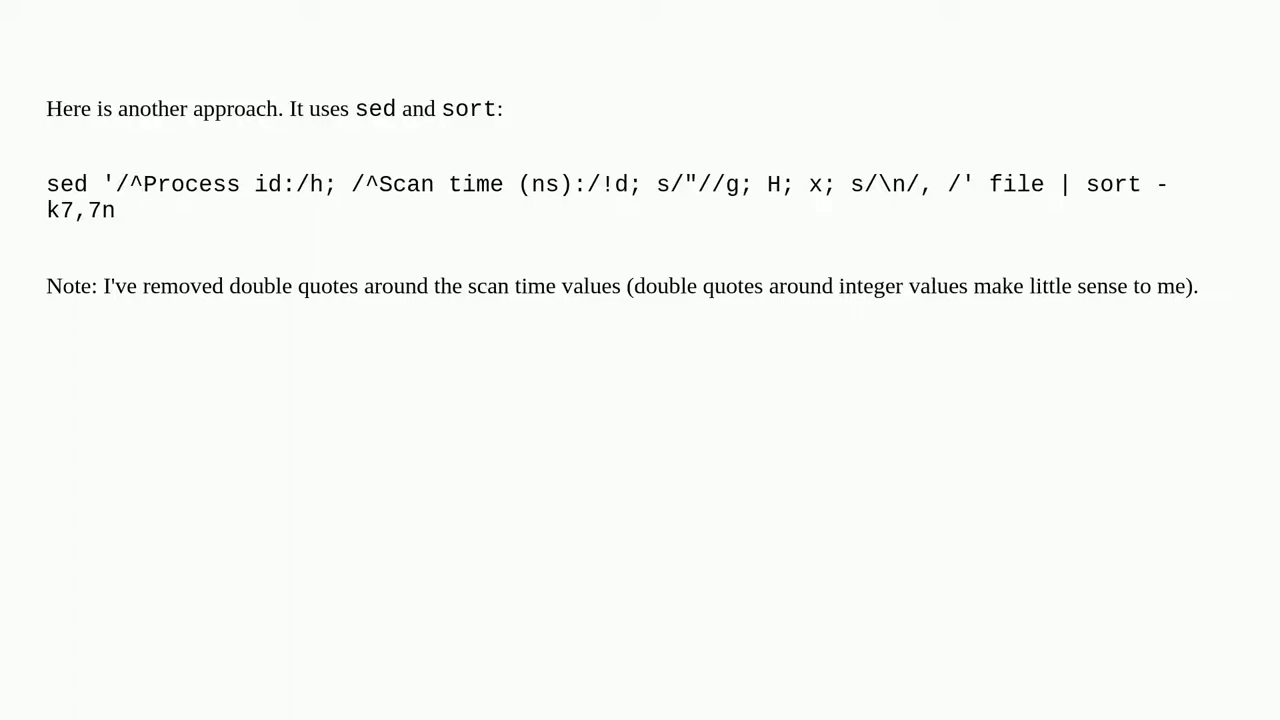 Here is another approach. It uses sed and sort:
sed '/^Process id:/h; /^Scan time (ns):/!d; s/"//g; H; x; s/\n/, /' file | sort -
k7,7n
Note: I've removed double quotes around the scan time values (double quotes around integer values make little sense to me).